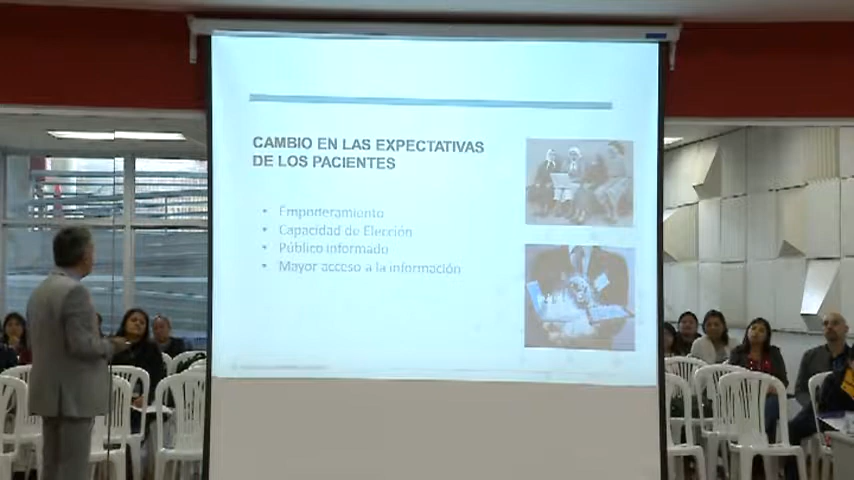 CAMBIO EN LAS EXPECTATIVAS
DE LOS PACIENTES
• Empoderamiento
• Capacidad de Elección
• Público informado
• Mayor acceso a la información